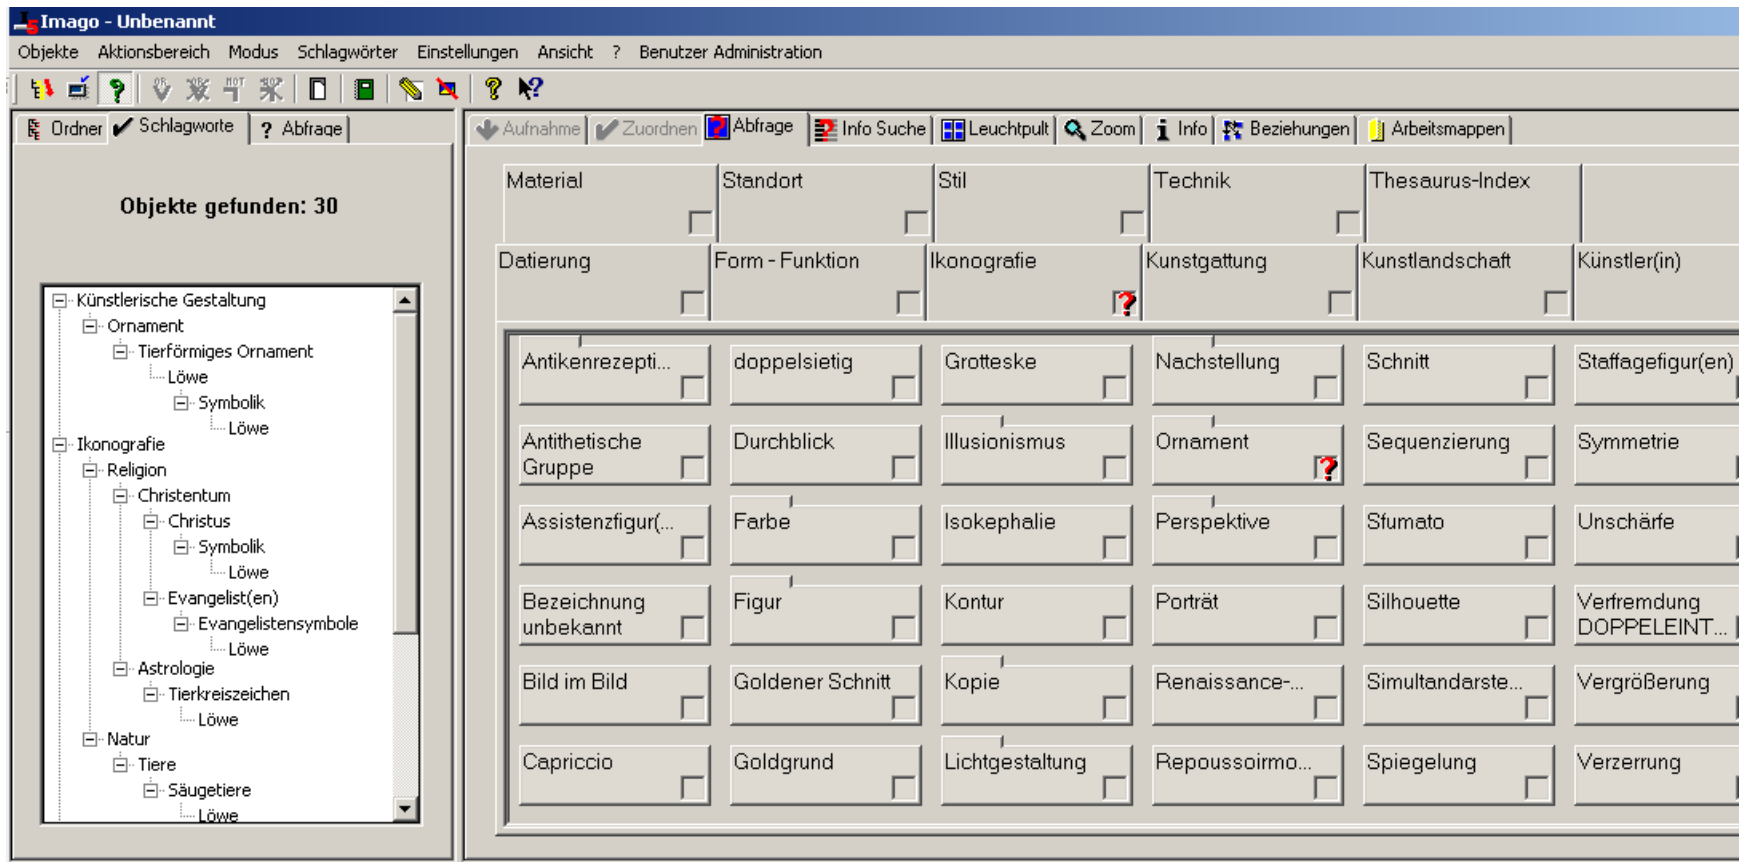 Imago - Unbenannt
Objekte Aktionsbereich Modus Schlagwörter Einstellungen Ansicht ? Benutzer Administration
Ordner Schlagworte ? Abfrage
Aufnahme Zuordnen Abfrage Info Suche Leuchtpult Zoom Info Beziehungen Arbeitsmappen
Objekte gefunden: 30
Künstlerische Gestaltung
Ornament
Tierförmiges Ornament
Löwe
Symbolik
Löwe
Ikonografie
Religion
Christentum
Christus
Symbolik
Löwe
Evangelist(en)
Evangelistensymbole
Löwe
Astrologie
Tierkreiszeichen
Löwe
Natur
Tiere
Säugetiere
Löwe
Material Standort Stil Technik Thesaurus-Index
Datierung Form - Funktion Ikonografie Kunstgattung Kunstlandschaft Künstler(in)
Antikenrezepti... doppelsietig Grotteske Nachstellung Schnitt Staffagefigur(en)
Antithetische Durchblick Illusionismus Ornament Sequenzierung Symmetrie
Gruppe
Assistenzfigur(... Farbe Isokephalie Perspektive Sfumato Unschärfe
Bezeichnung Figur Kontur Porträt Silhouette Verfremdung
unbekannt DOPPELEINT...
Bild im Bild Goldener Schnitt Kopie Renaissance-... Simultandarste... Vergrößerung
Capriccio Goldgrund Lichtgestaltung Repoussoirmo... Spiegelung Verzerrung